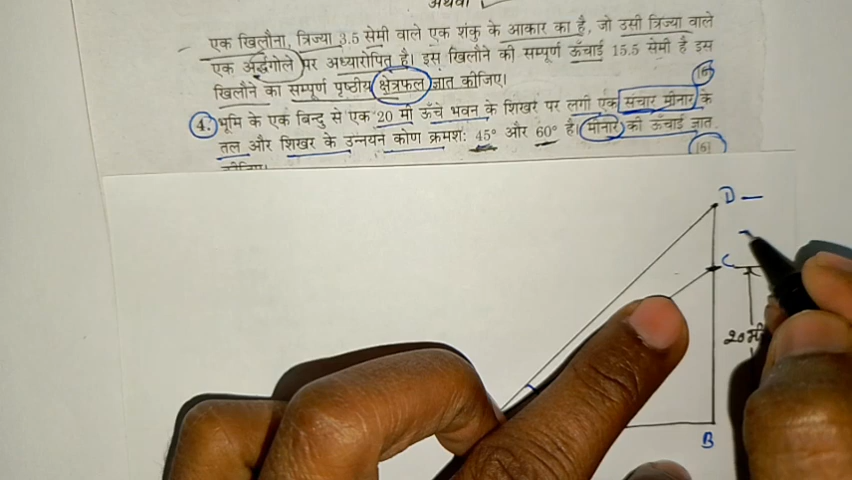 अथवा
एक खिलौना, त्रिज्या 3.5 सेमी वाले एक शंकु के आकार का है, जो उसी त्रिज्या वाले
एक अर्द्धगोले पर अध्यारोपित है। इस खिलौने की सम्पूर्ण ऊँचाई 15.5 सेमी है इस
खिलौने का सम्पूर्ण पृष्ठीय क्षेत्रफल ज्ञात कीजिए। (6)
4. भूमि के एक बिन्दु से एक 20 मी ऊँचे भवन के शिखर पर लगी एक संचार मीनार के
तल और शिखर के उन्नयन कोण क्रमशः 45° और 60° है। मीनार की ऊँचाई ज्ञात
(6)
D
C
20 मी
B